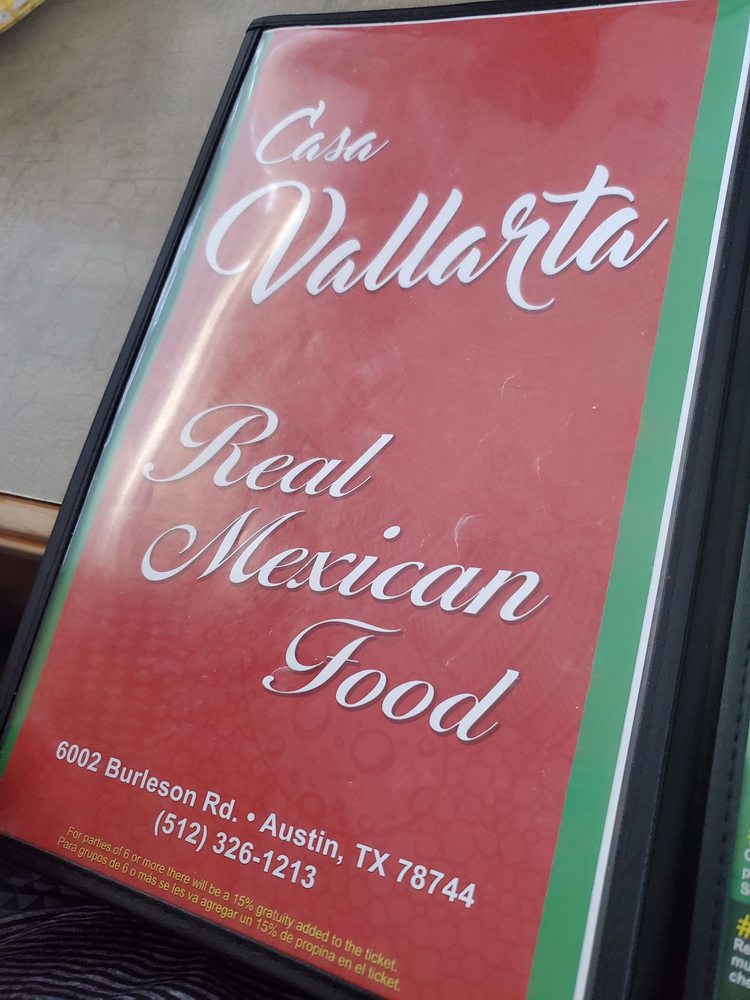 Casa
Vallarta
Real
Mexican
Food
6002 Burleson Rd. • Austin, TX 78744
(512) 326-1213
For parties of 6 or more there will be a 15% gratuity added to the ticket.
Para grupos de 6 o más se les va agregar un 15% de propina en el ticket.